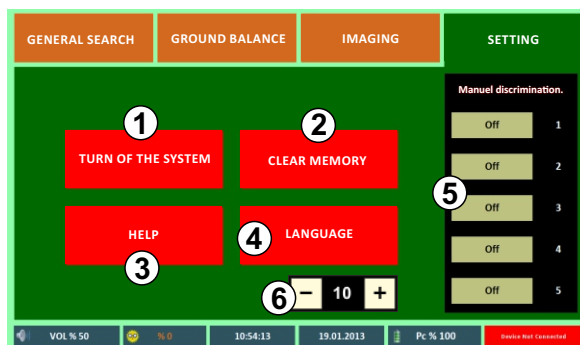 GENERAL SEARCH GROUND BALANCE IMAGING SETTING
Manuel discrimination.
1 2
Off 1
TURN OF THE SYSTEM CLEAR MEMORY
Off 2
5
Off 3
HELP 4 LANGUAGE
3
Off 4
6 − 10 +
Off 5
VOL % 50 % 0 10:54:13 19.01.2013 Pc % 100 Device Not Connected